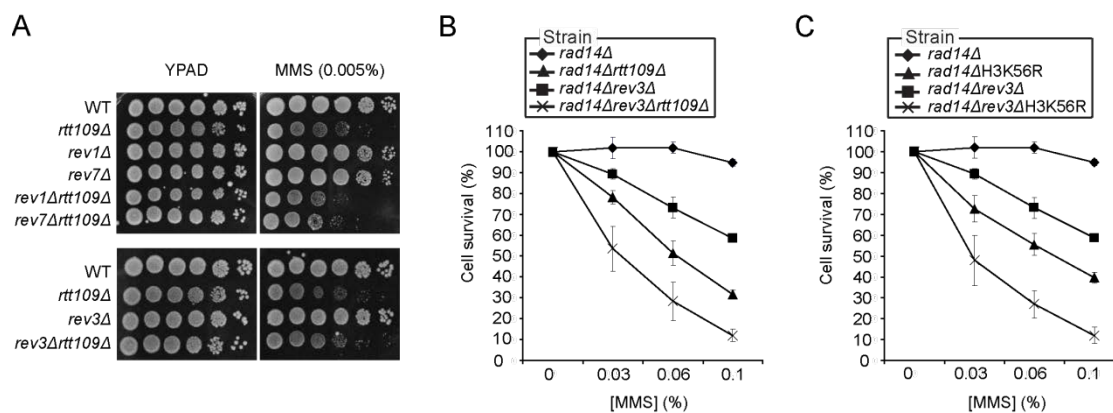 A
YPAD
MMS (0.005%)
WT
rtt109Δ
rev1Δ
rev7Δ
rev1Δrtt109Δ
rev7Δrtt109Δ
WT
rtt109Δ
rev3Δ
rev3Δrtt109Δ
B
Strain
rad14Δ
rad14Δrtt109Δ
rad14Δrev3Δ
rad14Δrev3Δrtt109Δ
Cell survival (%)
110
100
90
80
70
60
50
40
30
20
10
0
0 0.03 0.06 0.1
[MMS] (%)
C
Strain
rad14Δ
rad14ΔH3K56R
rad14Δrev3Δ
rad14Δrev3ΔH3K56R
Cell survival (%)
110
100
90
80
70
60
50
40
30
20
10
0
0 0.03 0.06 0.1
[MMS] (%)